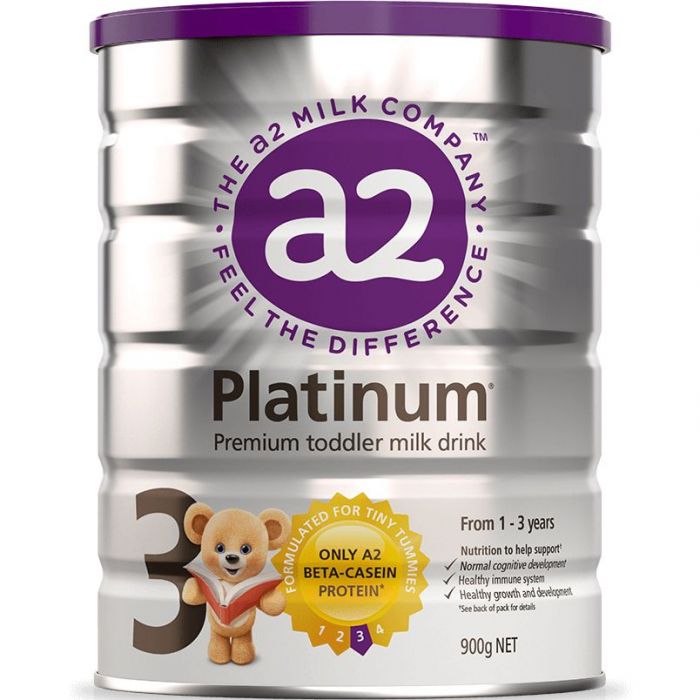 THE a2 MILK COMPANY™
a2
• FEEL THE DIFFERENCE •
Platinum®
Premium toddler milk drink
3
FORMULATED FOR TINY TUMMIES
ONLY A2
BETA-CASEIN
PROTEIN*
1 2 3 4
From 1 - 3 years
Nutrition to help support†
✓ Normal cognitive development
✓ Healthy immune system
✓ Healthy growth and development
†See back of pack for details
900g NET